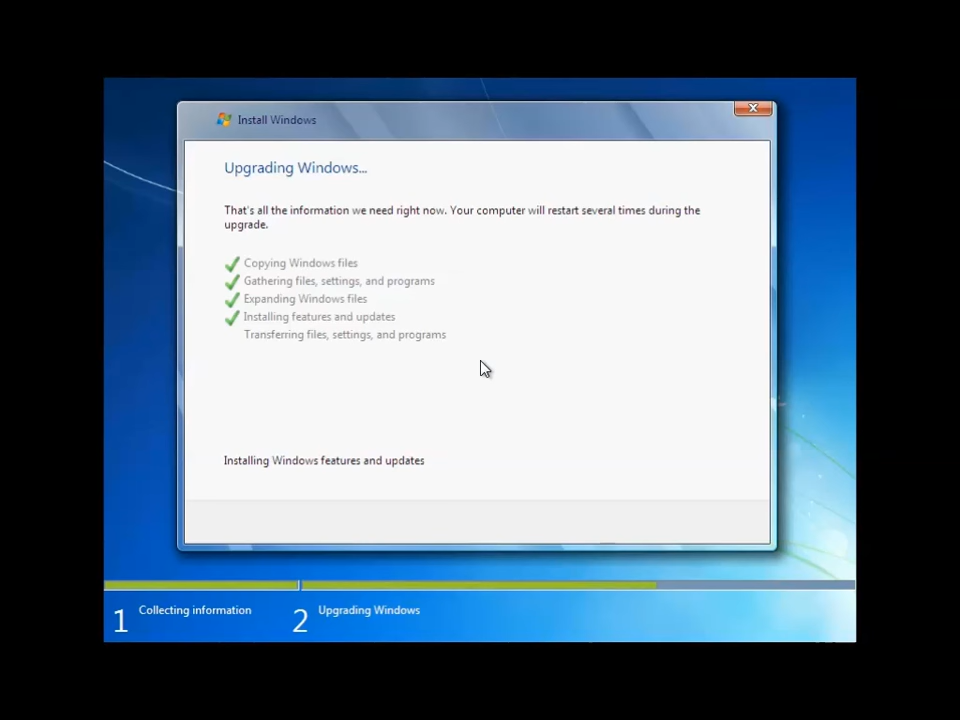 Install Windows
Upgrading Windows...
That's all the information we need right now. Your computer will restart several times during the
upgrade.
Copying Windows files
Gathering files, settings, and programs
Expanding Windows files
Installing features and updates
Transferring files, settings, and programs
Installing Windows features and updates
1 Collecting information 2 Upgrading Windows